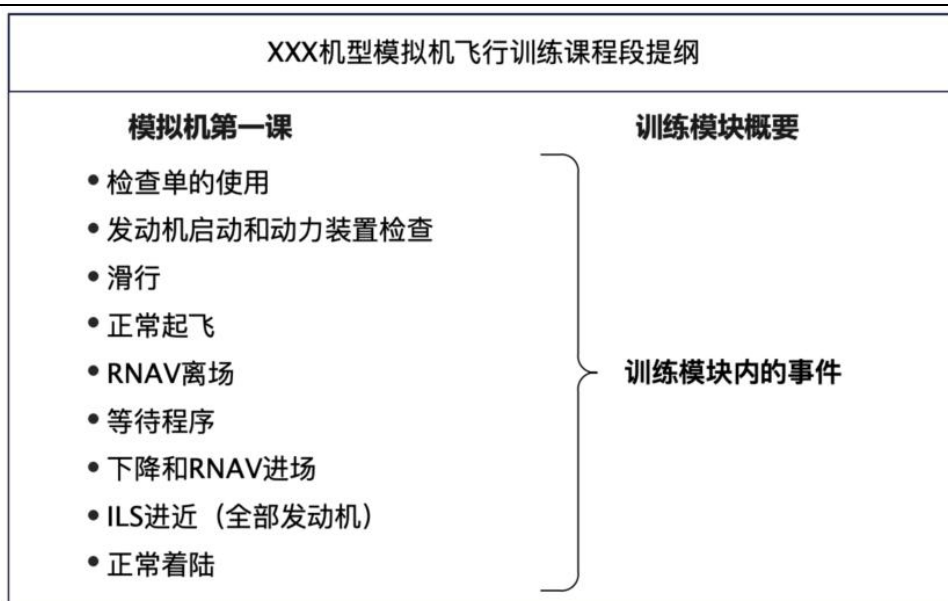 XXX机型模拟机飞行训练课程段提纲
模拟机第一课
训练模块概要
• 检查单的使用
• 发动机启动和动力装置检查
• 滑行
• 正常起飞
• RNAV离场
• 等待程序
• 下降和RNAV进场
• ILS进近（全部发动机）
• 正常着陆
训练模块内的事件